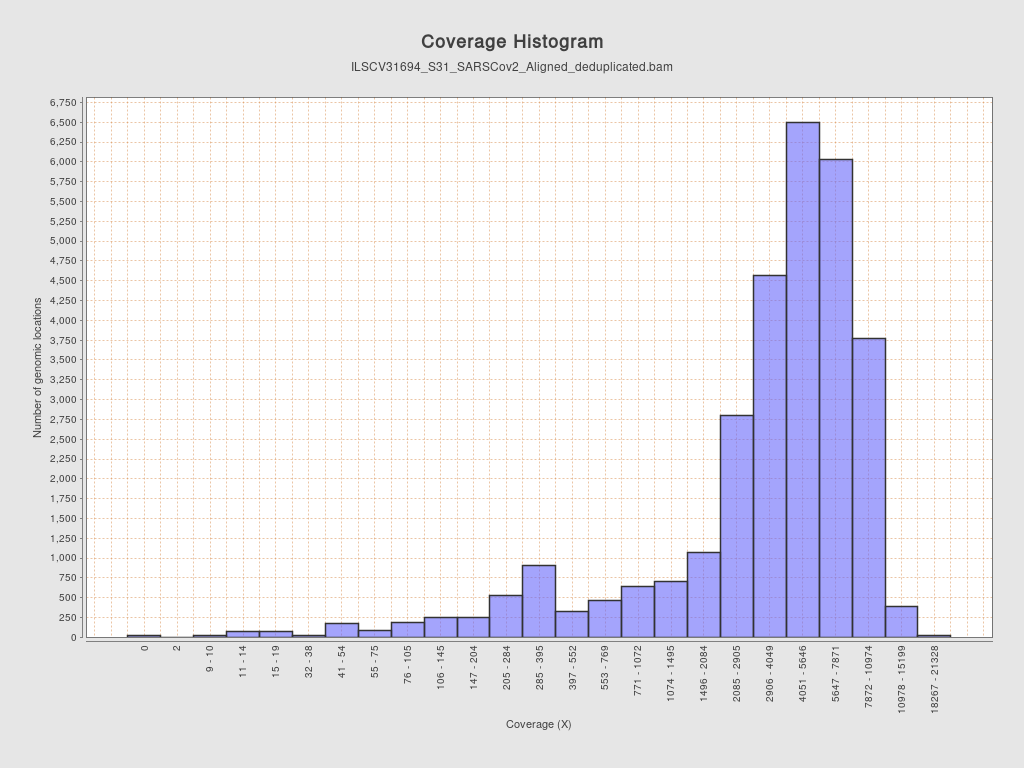 Coverage Histogram
ILSCV31694_S31_SARSCov2_Aligned_deduplicated.bam
Number of genomic locations
6,750
6,500
6,250
6,000
5,750
5,500
5,250
5,000
4,750
4,500
4,250
4,000
3,750
3,500
3,250
3,000
2,750
2,500
2,250
2,000
1,750
1,500
1,250
1,000
750
500
250
0
0
2
9 - 10
11 - 14
15 - 19
32 - 38
41 - 54
55 - 75
76 - 105
106 - 145
147 - 204
205 - 284
285 - 395
397 - 552
553 - 769
771 - 1072
1074 - 1495
1496 - 2084
2085 - 2905
2906 - 4049
4051 - 5646
5647 - 7871
7872 - 10974
10978 - 15199
18267 - 21328
Coverage (X)